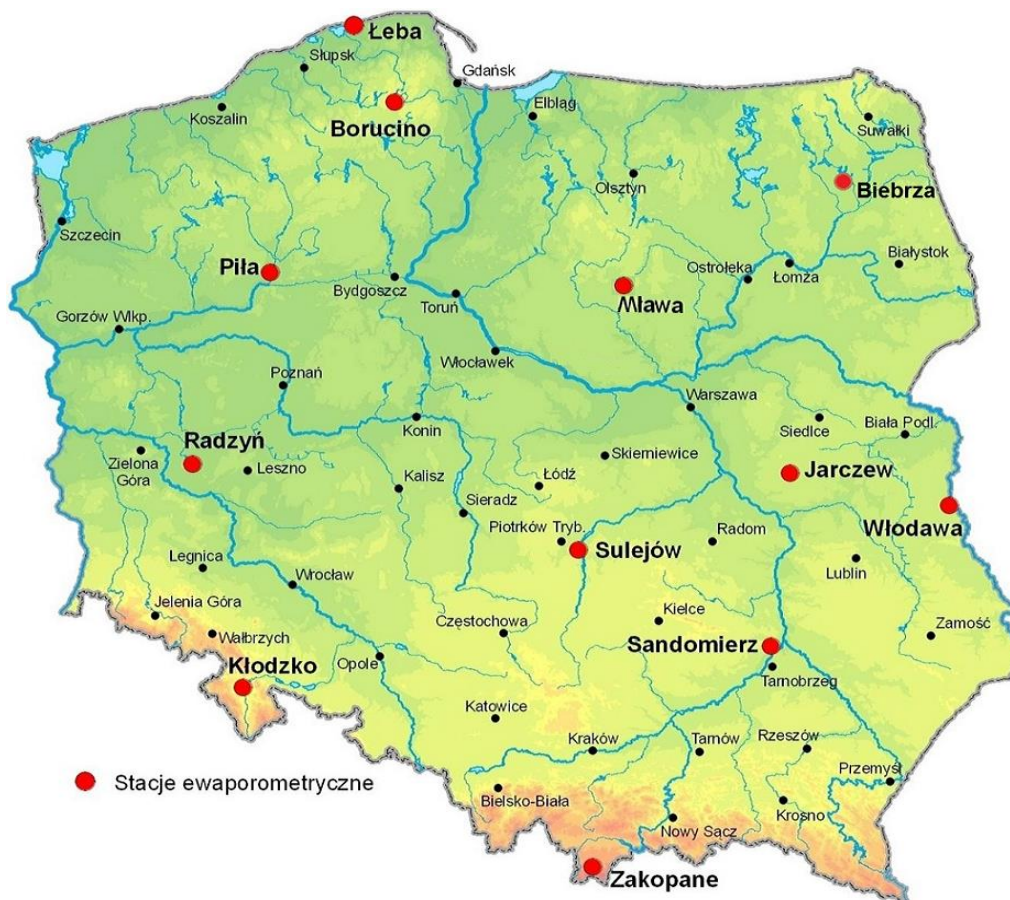 Łeba
Słupsk
Gdańsk
Koszalin
Borucino
Elbląg
Suwałki
Olsztyn
Biebrza
Szczecin
Piła
Bydgoszcz
Ostrołęka
Łomża
Białystok
Toruń
Mława
Gorzów Wlkp.
Włocławek
Poznań
Warszawa
Konin
Siedlce
Biała Podl.
Radzyń
Zielona
Góra
Leszno
Kalisz
Łódź
Skierniewice
Jarczew
Sieradz
Włodawa
Piotrków Tryb.
Sulejów
Radom
Legnica
Wrocław
Lublin
Jelenia Góra
Wałbrzych
Częstochowa
Kielce
Zamość
Kłodzko
Opole
Sandomierz
Tarnobrzeg
Katowice
Kraków
Tarnów
Rzeszów
Przemyśl
Stacje ewaporometryczne
Bielsko-Biała
Nowy Sącz
Krosno
Zakopane